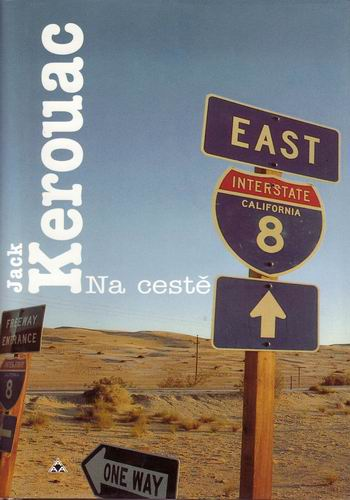 Jack
Kerouac
Na cestě
EAST
INTERSTATE
CALIFORNIA
8
FREEWAY
ENTRANCE
8
ONE WAY